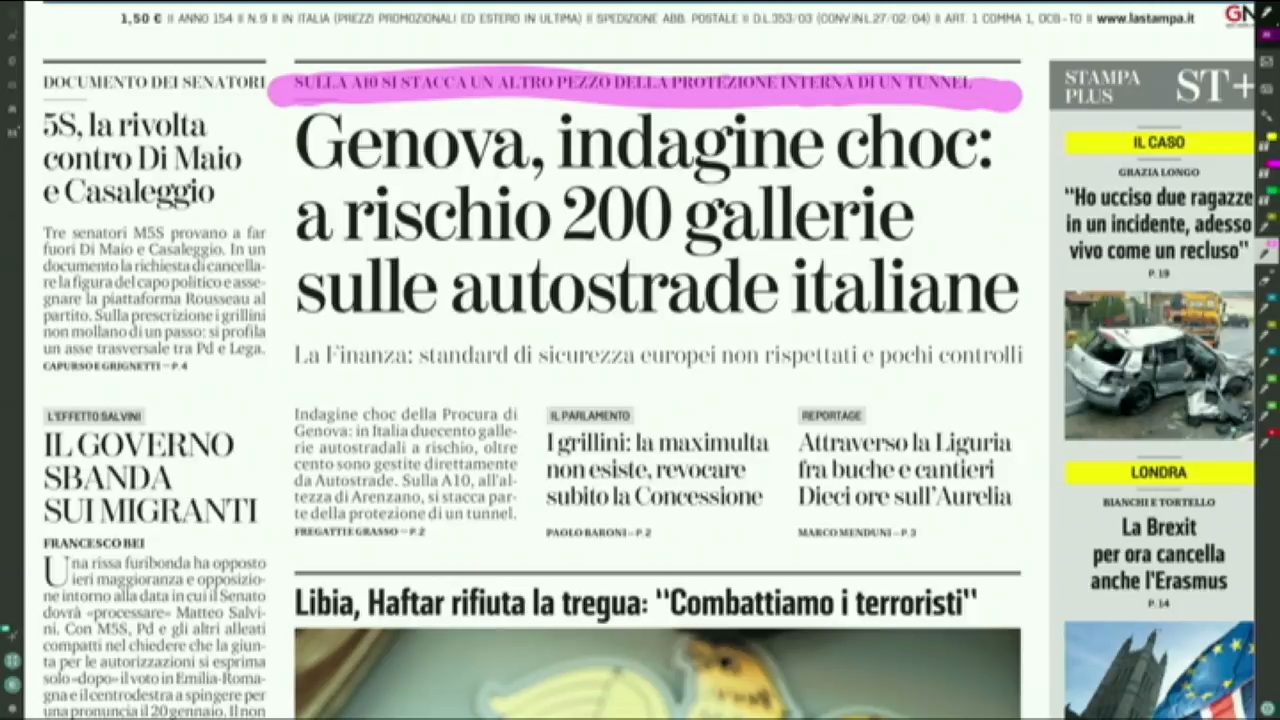 1,50 € II ANNO 154 II N.9 II IN ITALIA (PREZZI PROMOZIONALI ED ESTERO IN ULTIMA) II SPEDIZIONE ABB. POSTALE II D.L.353/03 (CONV.IN L.27/02/04) II ART. 1 COMMA 1, DCB-TO II www.lastampa.it
GN
DOCUMENTO DEI SENATORI
5S, la rivolta
contro Di Maio
e Casaleggio
Tre senatori M5S provano a far
fuori Di Maio e Casaleggio. In un
documento la richiesta di cancella-
re la figura del capo politico e asse-
gnare la piattaforma Rousseau al
partito. Sulla prescrizione i grillini
non mollano di un passo: si profila
un asse trasversale tra Pd e Lega.
CAPURSO E GRIGNETTI – P. 4
L'EFFETTO SALVINI
IL GOVERNO
SBANDA
SUI MIGRANTI
FRANCESCO BEI
Una rissa furibonda ha opposto
ieri maggioranza e opposizio-
ne intorno alla data in cui il Senato
dovrà «processare» Matteo Salvi-
ni. Con M5S, Pd e gli altri alleati
compatti nel chiedere che la giun-
ta per le autorizzazioni si esprima
solo «dopo» il voto in Emilia-Roma-
gna e il centrodestra a spingere per
una pronuncia il 20 gennaio. Il non
SULLA A10 SI STACCA UN ALTRO PEZZO DELLA PROTEZIONE INTERNA DI UN TUNNEL
Genova, indagine choc:
a rischio 200 gallerie
sulle autostrade italiane
La Finanza: standard di sicurezza europei non rispettati e pochi controlli
Indagine choc della Procura di
Genova: in Italia duecento galle-
rie autostradali a rischio, oltre
cento sono gestite direttamente
da Autostrade. Sulla A10, all'al-
tezza di Arenzano, si stacca par-
te della protezione di un tunnel.
FREGATTI E GRASSO – P. 2
IL PARLAMENTO
I grillini: la maximulta
non esiste, revocare
subito la Concessione
PAOLO BARONI – P. 2
REPORTAGE
Attraverso la Liguria
fra buche e cantieri
Dieci ore sull'Aurelia
MARCO MENDUNI – P. 3
Libia, Haftar rifiuta la tregua: "Combattiamo i terroristi"
STAMPA
PLUS
ST+
IL CASO
GRAZIA LONGO
"Ho ucciso due ragazze
in un incidente, adesso
vivo come un recluso"
P. 19
LONDRA
BIANCHI E TORTELLO
La Brexit
per ora cancella
anche l'Erasmus
P. 14